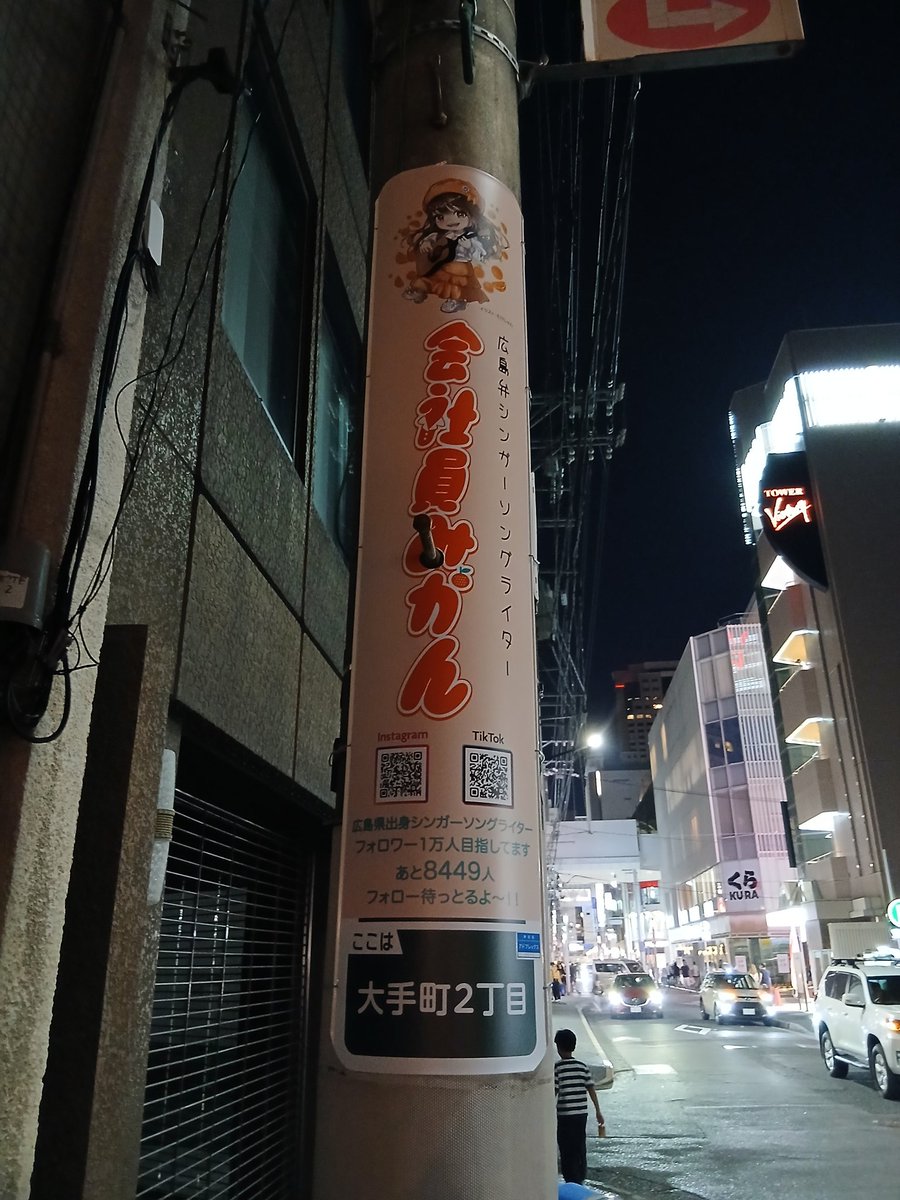 広島弁シンガーソングライター
会社員みかん
Instagram
TikTok
広島県出身シンガーソングライター
フォロワー1万人目指してます
あと8449人
フォロー待っとるよ～!!
ここは
大手町2丁目
TOWER
くら
KURA